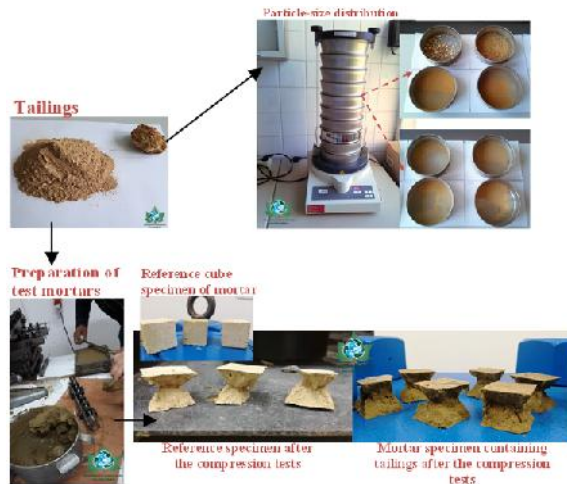 Particle-size distribution
Tailings
Preparation of
test mortars
Reference cube
specimen of mortar
Reference specimen after
the compression tests
Mortar specimen containing
tailings after the compression
tests